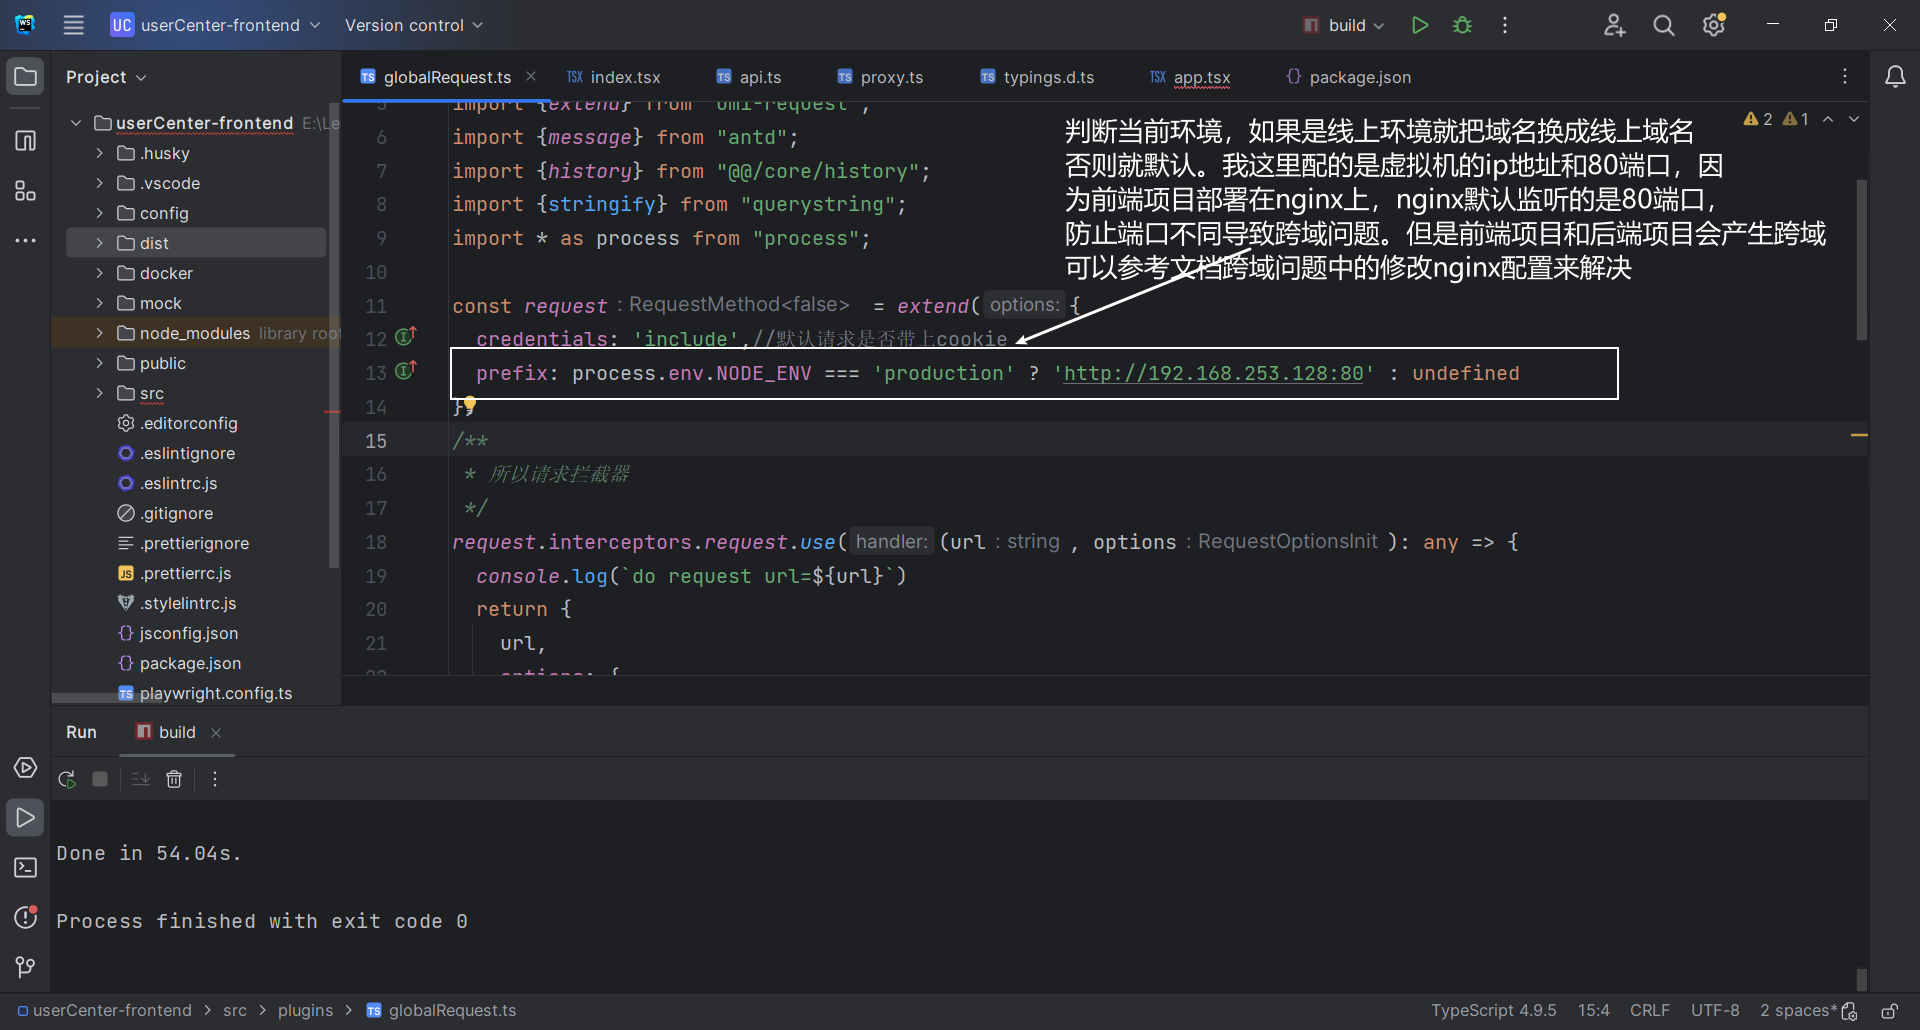 WS
UC userCenter-frontend
Version control
build
Project
globalRequest.ts
index.tsx
api.ts
proxy.ts
typings.d.ts
app.tsx
package.json
userCenter-frontend E:\Le
.husky
.vscode
config
dist
docker
mock
node_modules library root
public
src
.editorconfig
.eslintignore
.eslintrc.js
.gitignore
.prettierignore
.prettierrc.js
.stylelintrc.js
jsconfig.json
package.json
playwright.config.ts
2 1
5 import {extend} from "umi-request";
6 import {message} from "antd";
7 import {history} from "@@/core/history";
8 import {stringify} from "querystring";
9 import * as process from "process";
10
11 const request : RequestMethod<false> = extend( options: {
12 credentials: 'include',//默认请求是否带上cookie
13 prefix: process.env.NODE_ENV === 'production' ? 'http://192.168.253.128:80' : undefined
14 });
15 /**
16 * 所以请求拦截器
17 */
18 request.interceptors.request.use( handler: (url : string , options : RequestOptionsInit ): any => {
19 console.log(`do request url=${url}`)
20 return {
21 url,
22 options: {
判断当前环境，如果是线上环境就把域名换成线上域名
否则就默认。我这里配的是虚拟机的ip地址和80端口，因
为前端项目部署在nginx上，nginx默认监听的是80端口，
防止端口不同导致跨域问题。但是前端项目和后端项目会产生跨域
可以参考文档跨域问题中的修改nginx配置来解决
Run
build
Done in 54.04s.
Process finished with exit code 0
userCenter-frontend > src > plugins > globalRequest.ts
TypeScript 4.9.5 15:4 CRLF UTF-8 2 spaces*